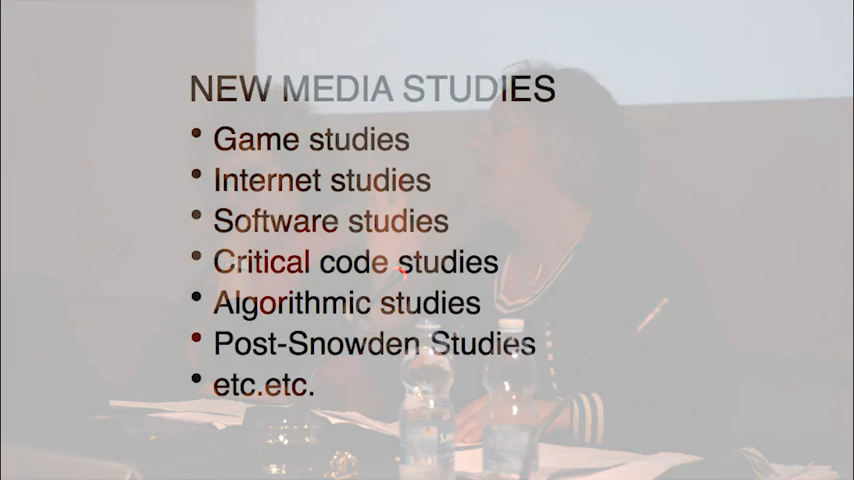 NEW MEDIA STUDIES
• Game studies
• Internet studies
• Software studies
• Critical code studies
• Algorithmic studies
• Post-Snowden Studies
• etc.etc.